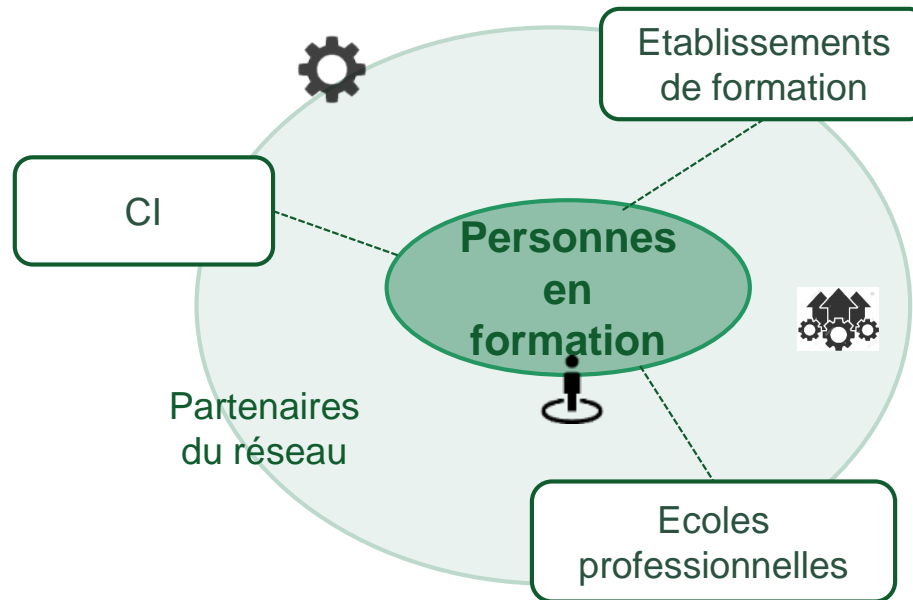 Etablissements
de formation
CI
Personnes
en
formation
Partenaires
du réseau
Ecoles
professionnelles